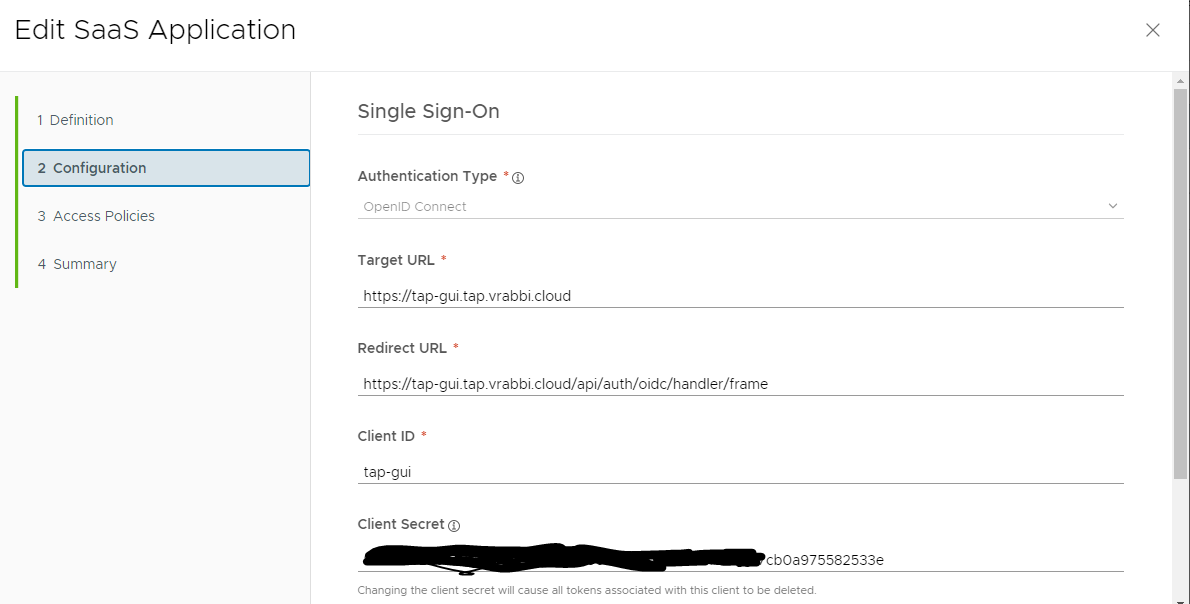 Edit SaaS Application
1 Definition
2 Configuration
3 Access Policies
4 Summary
Single Sign-On
Authentication Type *
OpenID Connect
Target URL *
https://tap-gui.tap.vrabbi.cloud
Redirect URL *
https://tap-gui.tap.vrabbi.cloud/api/auth/oidc/handler/frame
Client ID *
tap-gui
Client Secret
cb0a975582533e
Changing the client secret will cause all tokens associated with this client to be deleted.